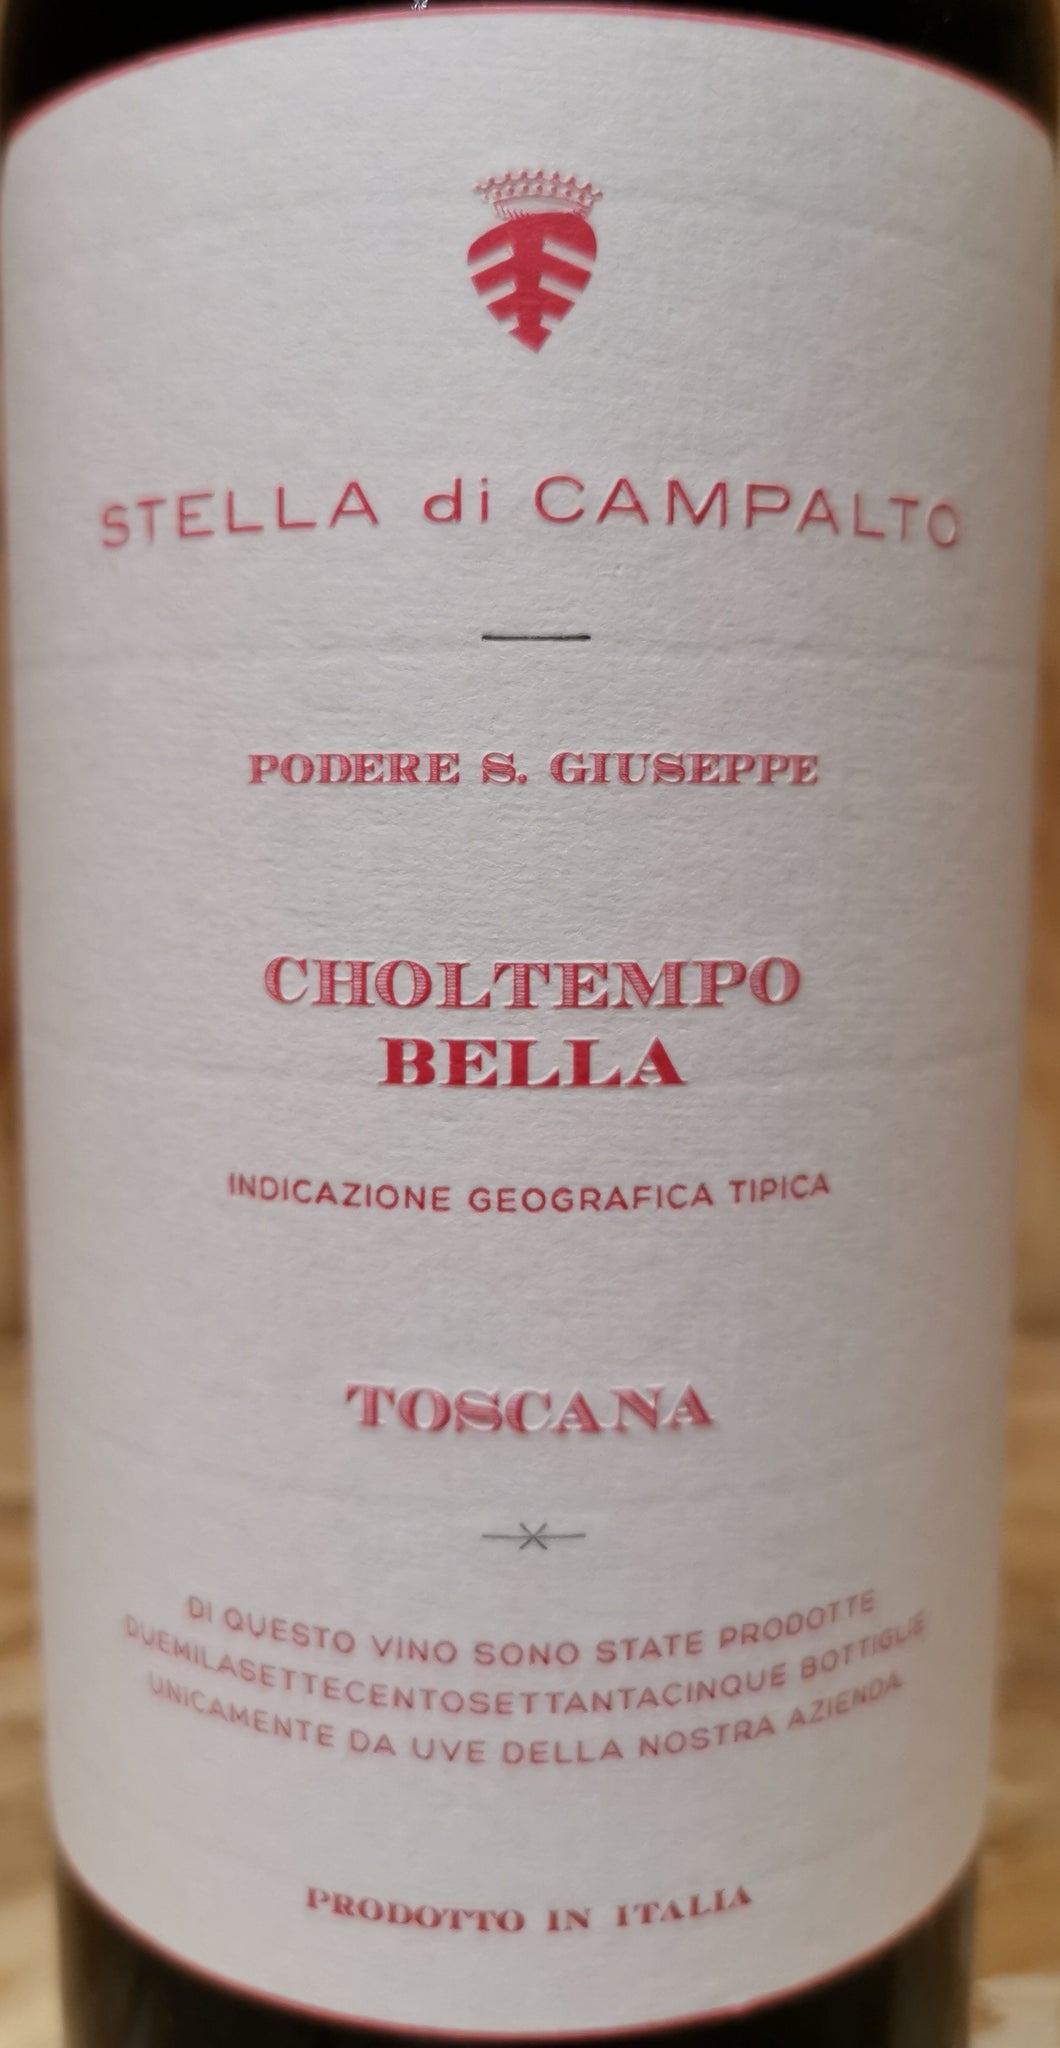 STELLA di CAMPALTO
PODERE S. GIUSEPPE
CHOLTEMPO
BELLA
INDICAZIONE GEOGRAFICA TIPICA
TOSCANA
DI QUESTO VINO SONO STATE PRODOTTE
DUEMILASETTECENTOSETTANTACINQUE BOTTIGLIE
UNICAMENTE DA UVE DELLA NOSTRA AZIENDA
PRODOTTO IN ITALIA